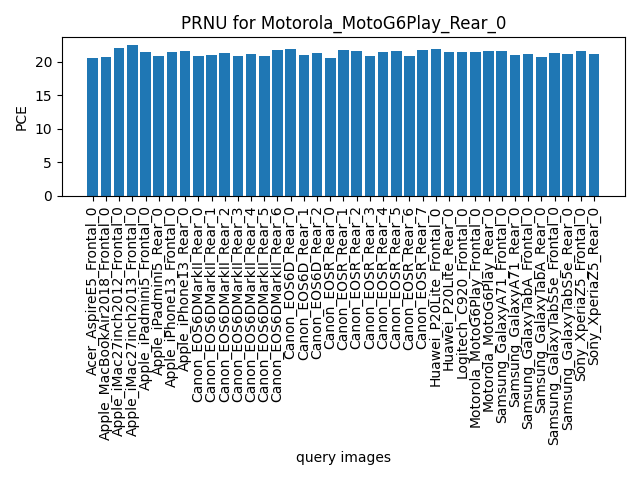 PRNU for Motorola_MotoG6Play_Rear_0
PCE
20
15
10
5
0
Acer_AspireE5_Frontal_0
Apple_MacBookAir2018_Frontal_0
Apple_iMac27inch2012_Frontal_0
Apple_iMac27inch2013_Frontal_0
Apple_iPadmini5_Frontal_0
Apple_iPadmini5_Rear_0
Apple_iPhone13_Frontal_0
Apple_iPhone13_Rear_0
Canon_EOS6DMarkII_Rear_0
Canon_EOS6DMarkII_Rear_1
Canon_EOS6DMarkII_Rear_2
Canon_EOS6DMarkII_Rear_3
Canon_EOS6DMarkII_Rear_4
Canon_EOS6DMarkII_Rear_5
Canon_EOS6DMarkII_Rear_6
Canon_EOS6D_Rear_0
Canon_EOS6D_Rear_1
Canon_EOS6D_Rear_2
Canon_EOSR_Rear_0
Canon_EOSR_Rear_1
Canon_EOSR_Rear_2
Canon_EOSR_Rear_3
Canon_EOSR_Rear_4
Canon_EOSR_Rear_5
Canon_EOSR_Rear_6
Canon_EOSR_Rear_7
Huawei_P20Lite_Frontal_0
Huawei_P20Lite_Rear_0
Logitech_C920_Frontal_0
Motorola_MotoG6Play_Frontal_0
Motorola_MotoG6Play_Rear_0
Samsung_GalaxyA71_Frontal_0
Samsung_GalaxyA71_Rear_0
Samsung_GalaxyTabA_Frontal_0
Samsung_GalaxyTabA_Rear_0
Samsung_GalaxyTabS5e_Frontal_0
Samsung_GalaxyTabS5e_Rear_0
Sony_XperiaZ5_Frontal_0
Sony_XperiaZ5_Rear_0
query images